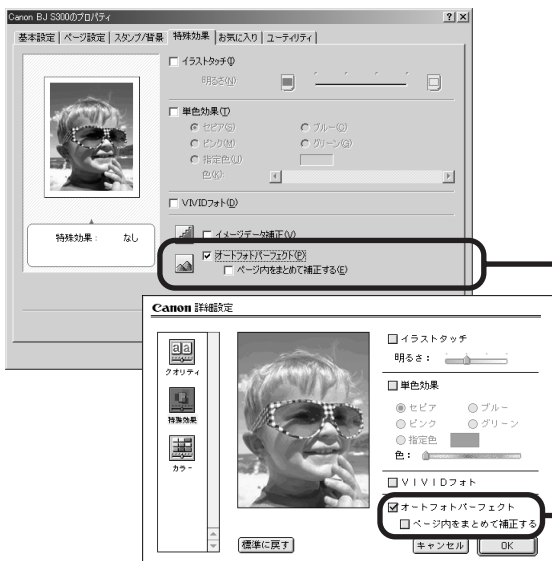 Canon BJ S300のプロパティ
基本設定 ページ設定 スタンプ/背景 特殊効果 お気に入り ユーティリティ
イラストタッチ(I)
明るさ(N):
単色効果(T)
セピア(S) ブルー(O)
ピンク(M) グリーン(G)
指定色(U)
色(K):
VIVIDフォト(D)
特殊効果： なし
イメージデータ補正(V)
オートフォトパーフェクト(P)
ページ内をまとめて補正する(E)
Canon 詳細設定
クオリティ
特殊効果
カラー
イラストタッチ
明るさ：
単色効果
セピア ブルー
ピンク グリーン
指定色
色：
ＶＩＶＩＤフォト
オートフォトパーフェクト
ページ内をまとめて補正する
標準に戻す キャンセル OK